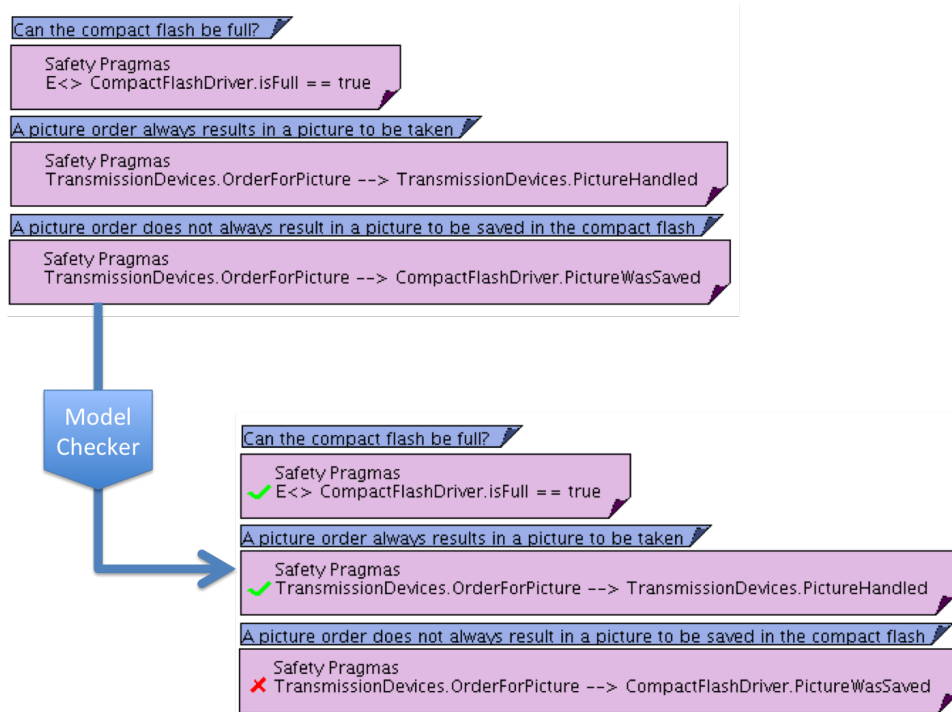 Can the compact flash be full?
Safety Pragmas
E<> CompactFlashDriver.isFull == true
A picture order always results in a picture to be taken
Safety Pragmas
TransmissionDevices.OrderForPicture --> TransmissionDevices.PictureHandled
A picture order does not always result in a picture to be saved in the compact flash
Safety Pragmas
TransmissionDevices.OrderForPicture --> CompactFlashDriver.PictureWasSaved
Model
Checker
Can the compact flash be full?
Safety Pragmas
E<> CompactFlashDriver.isFull == true
A picture order always results in a picture to be taken
Safety Pragmas
TransmissionDevices.OrderForPicture --> TransmissionDevices.PictureHandled
A picture order does not always result in a picture to be saved in the compact flash
Safety Pragmas
TransmissionDevices.OrderForPicture --> CompactFlashDriver.PictureWasSaved